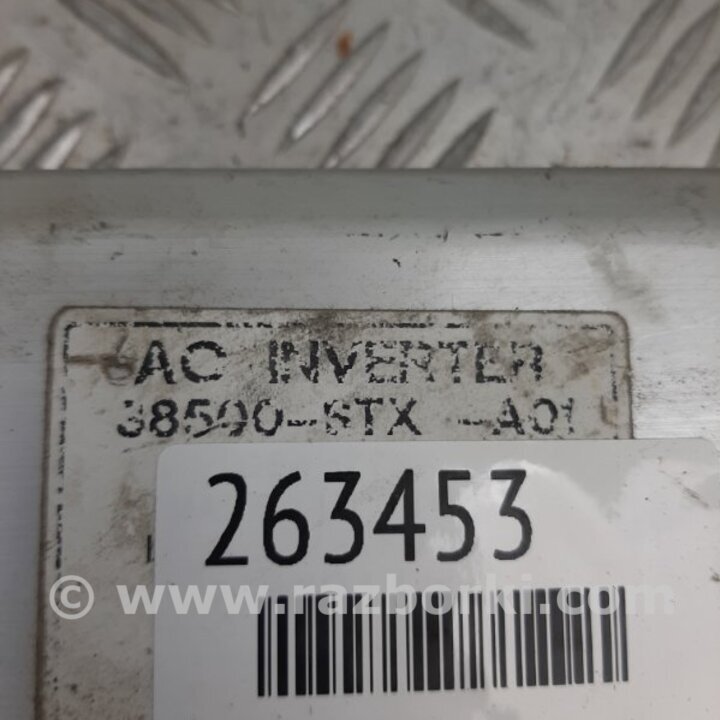 AC INVERTER
38500-STX -A01
263453
© www.razborki.com